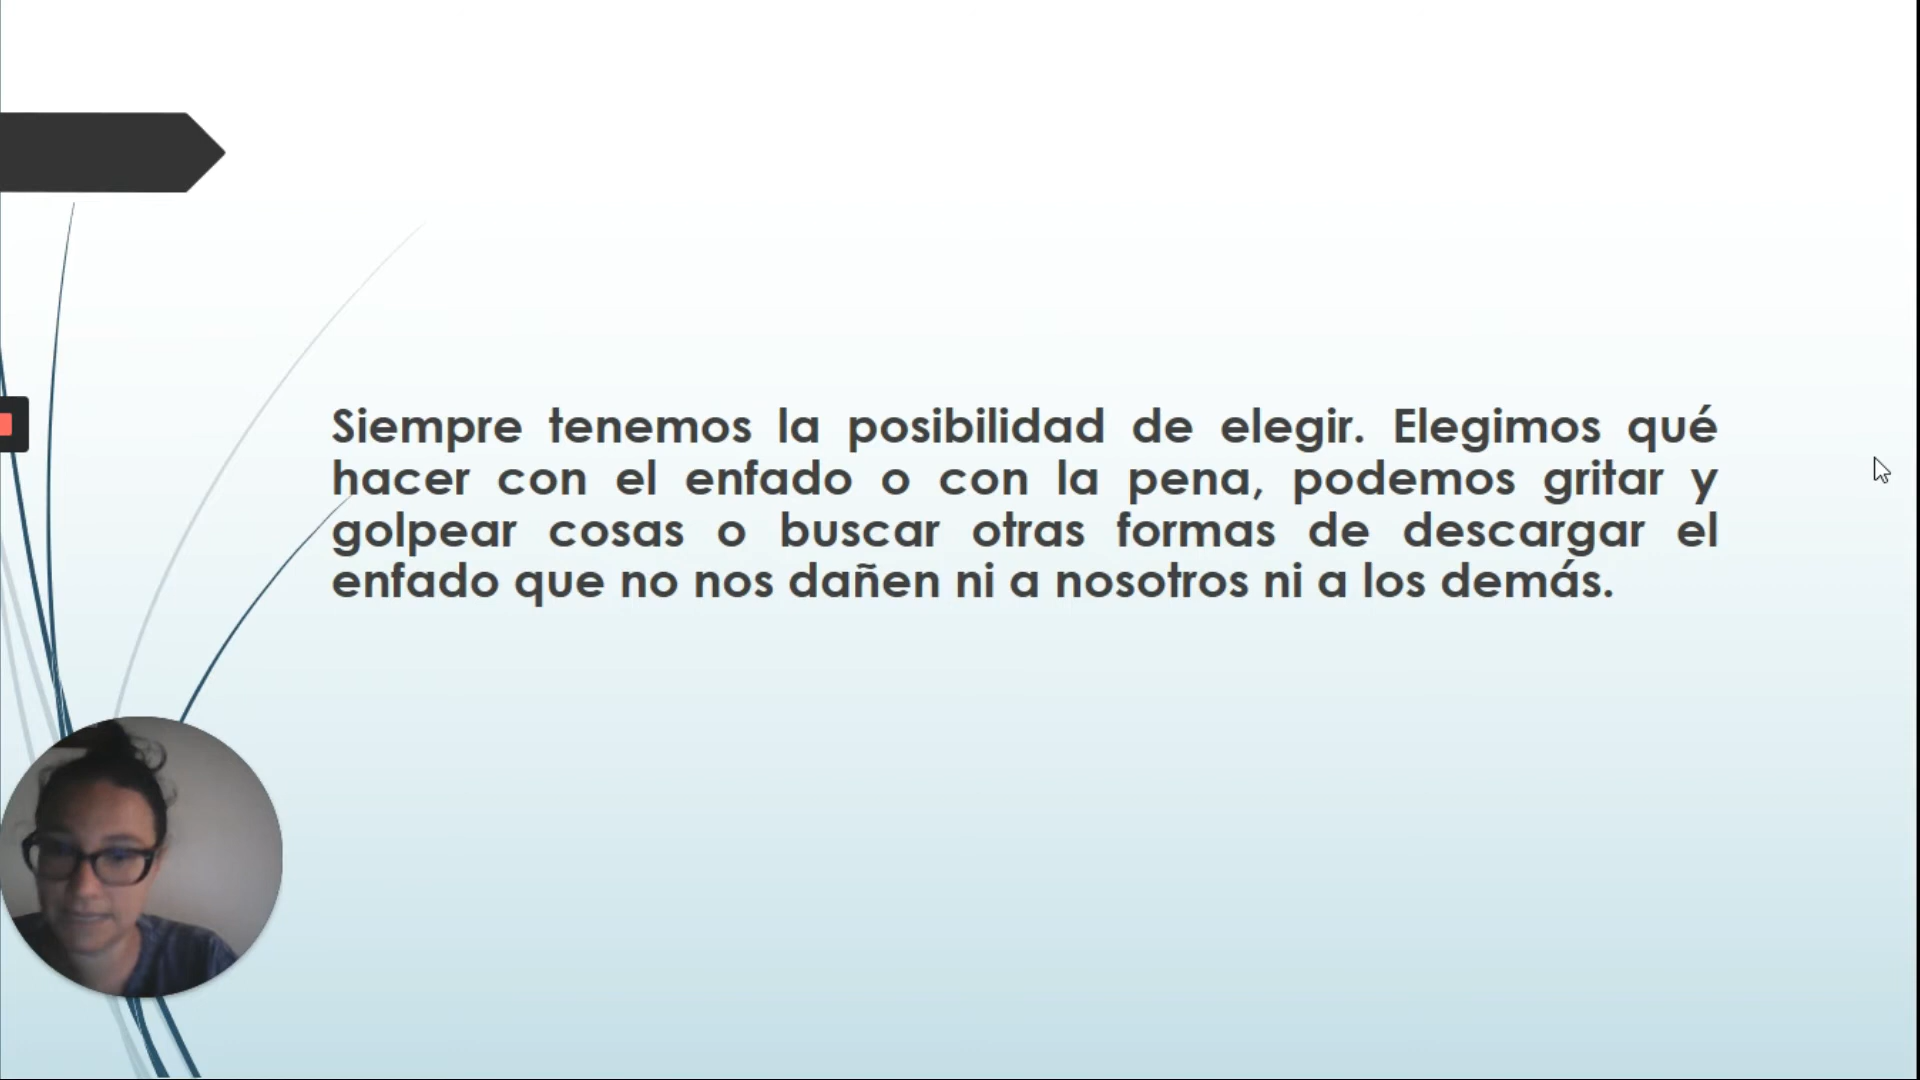 Siempre tenemos la posibilidad de elegir. Elegimos qué
hacer con el enfado o con la pena, podemos gritar y
golpear cosas o buscar otras formas de descargar el
enfado que no nos dañen ni a nosotros ni a los demás.